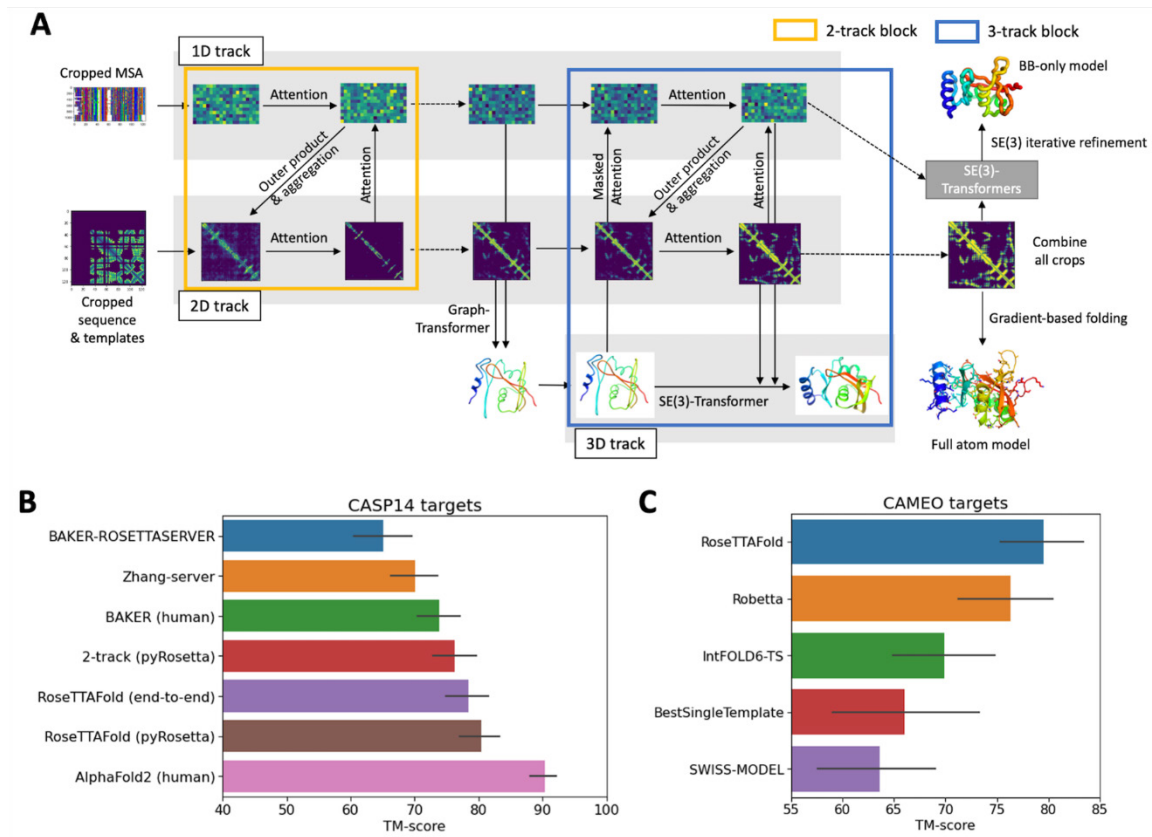 A
2-track block
3-track block
1D track
Cropped MSA
Attention
Attention
BB-only model
Outer product
& aggregation
Attention
Masked
Attention
Outer product
& aggregation
Attention
SE(3) iterative refinement
SE(3)-
Transformers
Attention
Attention
Combine
all crops
Cropped
sequence
& templates
2D track
Graph-
Transformer
Gradient-based folding
SE(3)-Transformer
3D track
Full atom model
B
CASP14 targets
BAKER-ROSETTASERVER
Zhang-server
BAKER (human)
2-track (pyRosetta)
RoseTTAFold (end-to-end)
RoseTTAFold (pyRosetta)
AlphaFold2 (human)
40 50 60 70 80 90 100
TM-score
C
CAMEO targets
RoseTTAFold
Robetta
IntFOLD6-TS
BestSingleTemplate
SWISS-MODEL
55 60 65 70 75 80 85
TM-score